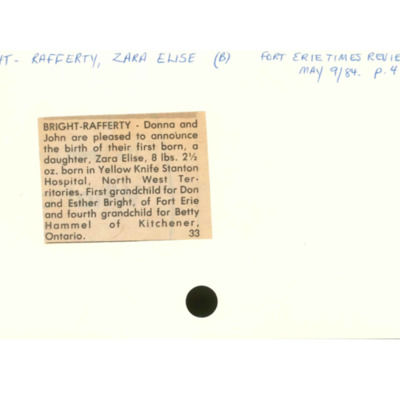 HT- RAFFERTY, ZARA ELISE (B) FORT ERIE TIMES REVIE
MAY 9/84. p. 4
BRIGHT-RAFFERTY - Donna and
John are pleased to announce
the birth of their first born, a
daughter, Zara Elise, 8 lbs. 2½
oz. born in Yellow Knife Stanton
Hospital, North West Ter-
ritories. First grandchild for Don
and Esther Bright, of Fort Erie
and fourth grandchild for Betty
Hammel of Kitchener,
Ontario. 33